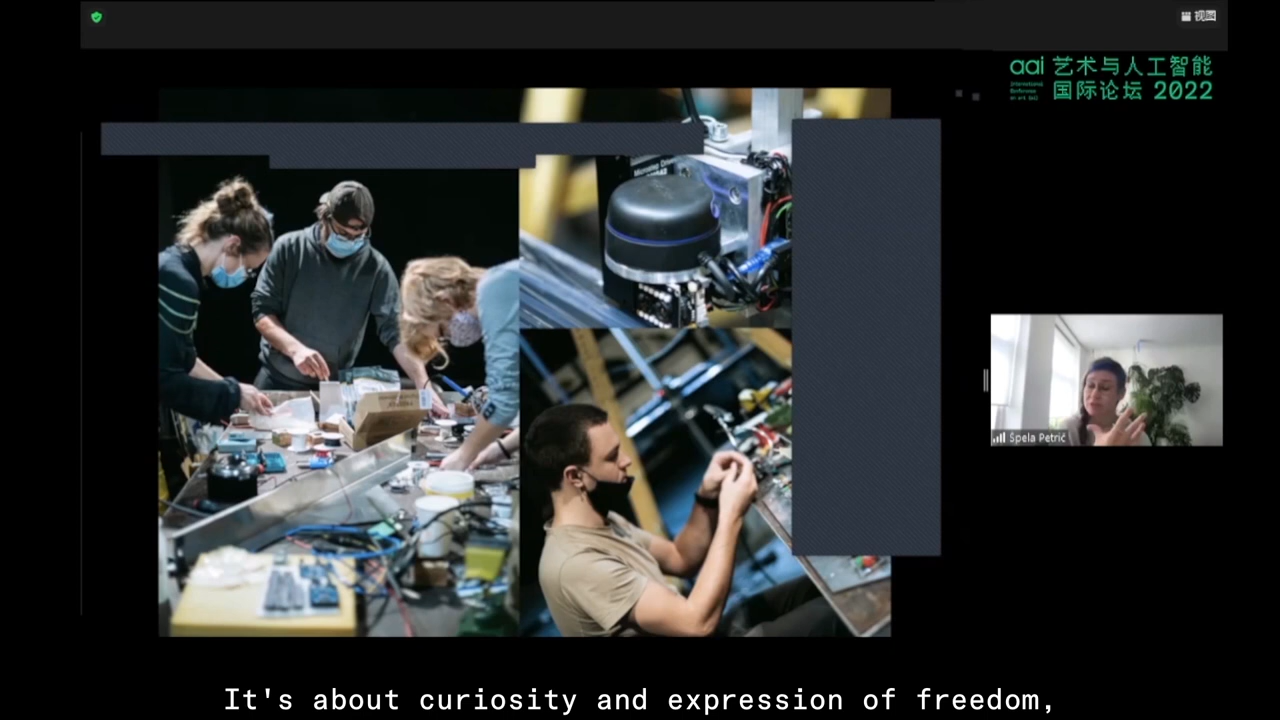 视图
aai 艺术与人工智能
国际论坛 2022
Špela Petrič
It's about curiosity and expression of freedom,